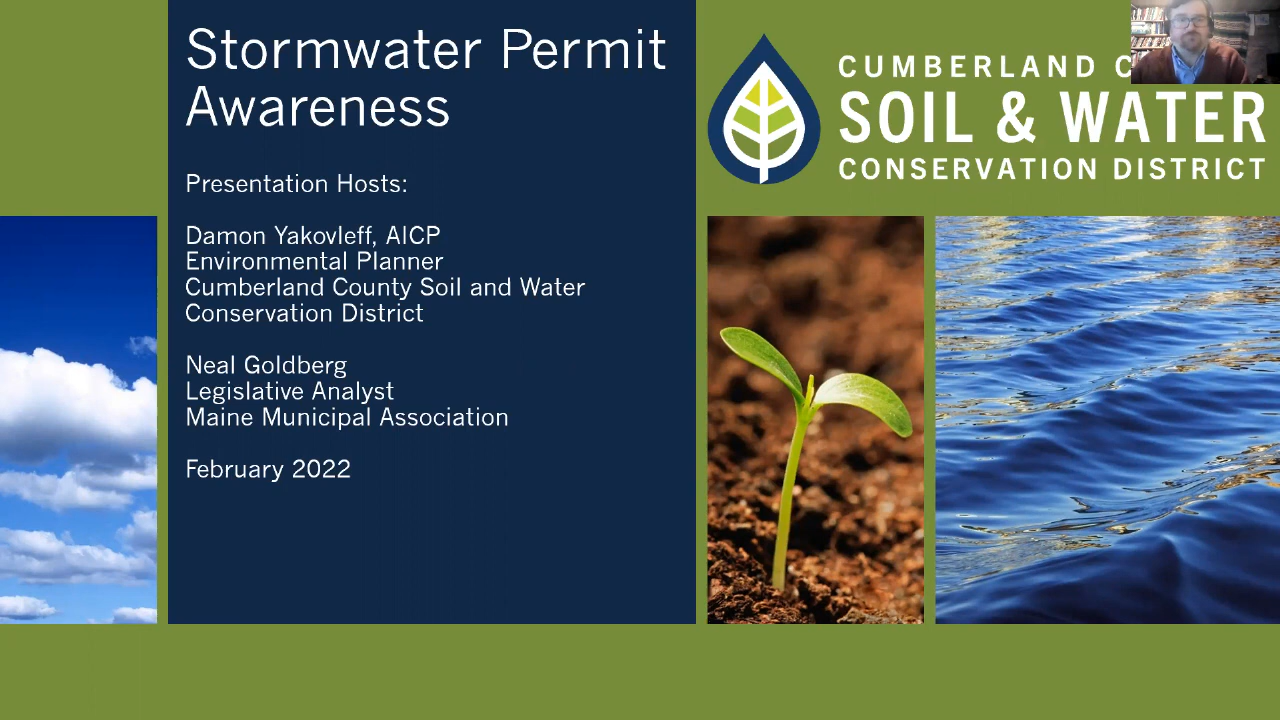 Stormwater Permit
Awareness
Presentation Hosts:
Damon Yakovleff, AICP
Environmental Planner
Cumberland County Soil and Water
Conservation District
Neal Goldberg
Legislative Analyst
Maine Municipal Association
February 2022
CUMBERLAND C
SOIL & WATER
CONSERVATION DISTRICT